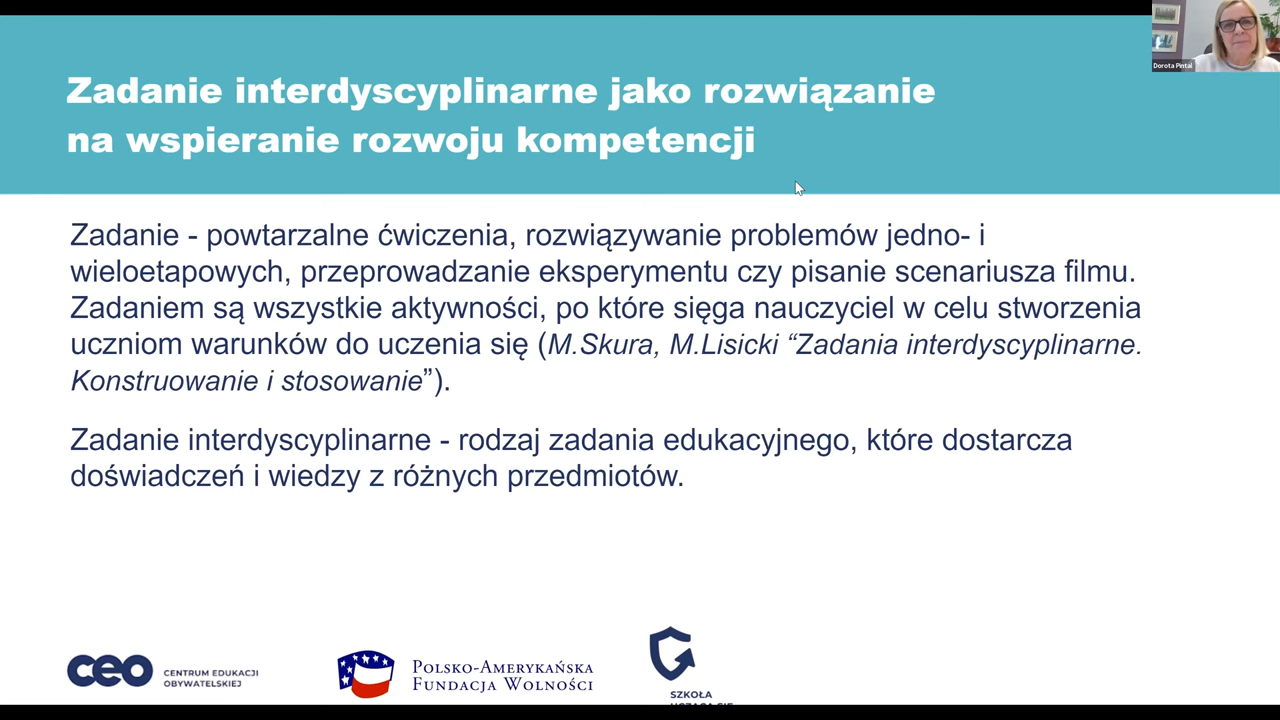 Dorota Pintal
Zadanie interdyscyplinarne jako rozwiązanie
na wspieranie rozwoju kompetencji
Zadanie - powtarzalne ćwiczenia, rozwiązywanie problemów jedno- i
wieloetapowych, przeprowadzanie eksperymentu czy pisanie scenariusza filmu.
Zadaniem są wszystkie aktywności, po które sięga nauczyciel w celu stworzenia
uczniom warunków do uczenia się (M.Skura, M.Lisicki “Zadania interdyscyplinarne.
Konstruowanie i stosowanie”).
Zadanie interdyscyplinarne - rodzaj zadania edukacyjnego, które dostarcza
doświadczeń i wiedzy z różnych przedmiotów.
CEO
CENTRUM EDUKACJI
OBYWATELSKIEJ
POLSKO-AMERYKAŃSKA
FUNDACJA WOLNOŚCI
SZKOŁA